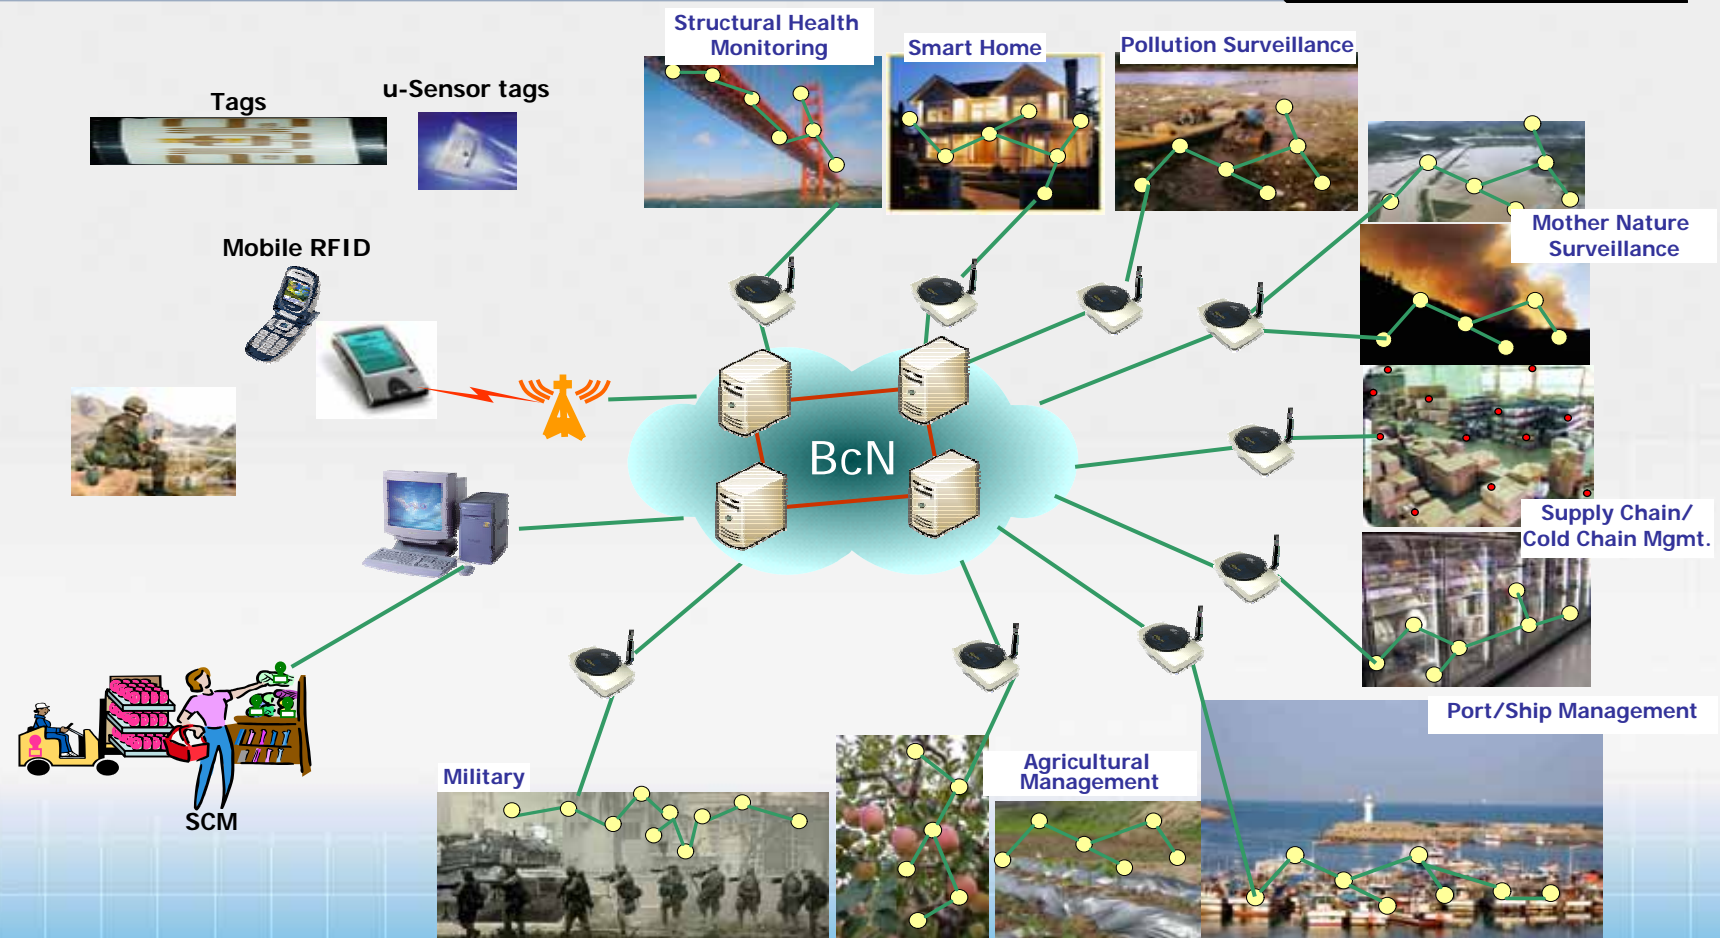 Structural Health
Monitoring
Smart Home
Pollution Surveillance
Tags
u-Sensor tags
Mother Nature
Surveillance
Mobile RFID
BcN
Supply Chain/
Cold Chain Mgmt.
Port/Ship Management
Military
Agricultural
Management
SCM